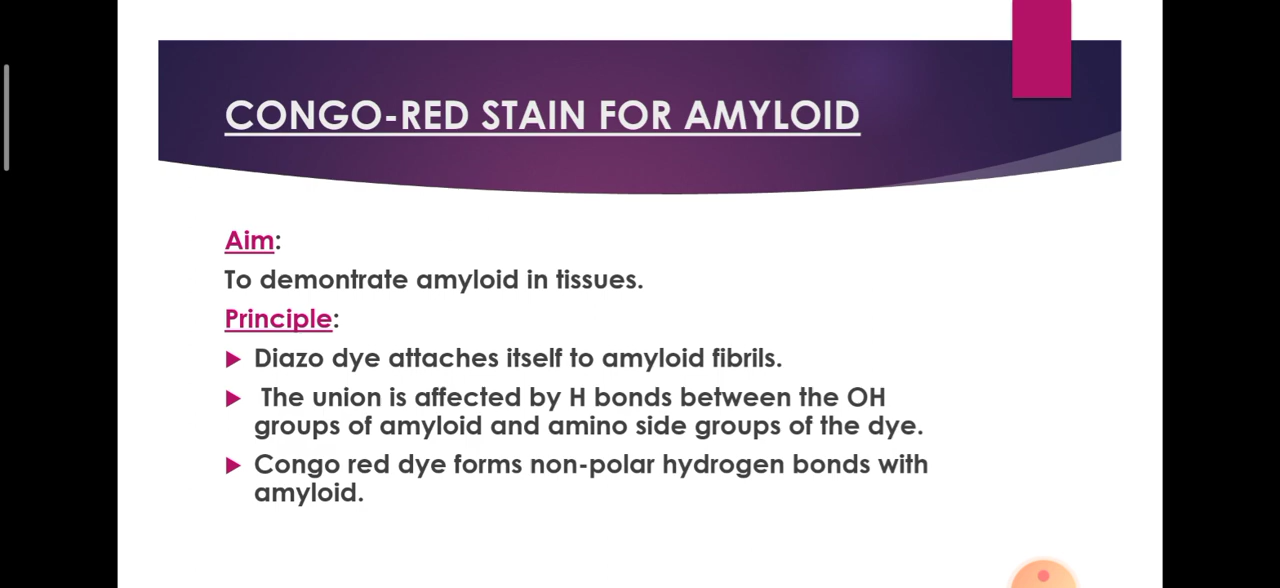 CONGO-RED STAIN FOR AMYLOID
Aim:
To demontrate amyloid in tissues.
Principle:
Diazo dye attaches itself to amyloid fibrils.
The union is affected by H bonds between the OH
groups of amyloid and amino side groups of the dye.
Congo red dye forms non-polar hydrogen bonds with
amyloid.